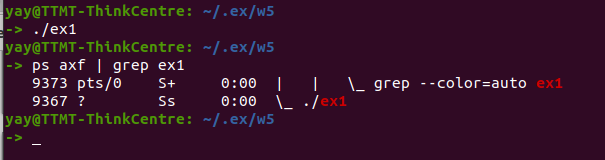 yay@TTMT-ThinkCentre: ~/.ex/w5
-> ./ex1
yay@TTMT-ThinkCentre: ~/.ex/w5
-> ps axf | grep ex1
9373 pts/0    S+     0:00  |   |   \_ grep --color=auto ex1
9367 ?        Ss     0:00  \_ ./ex1
yay@TTMT-ThinkCentre: ~/.ex/w5
-> _